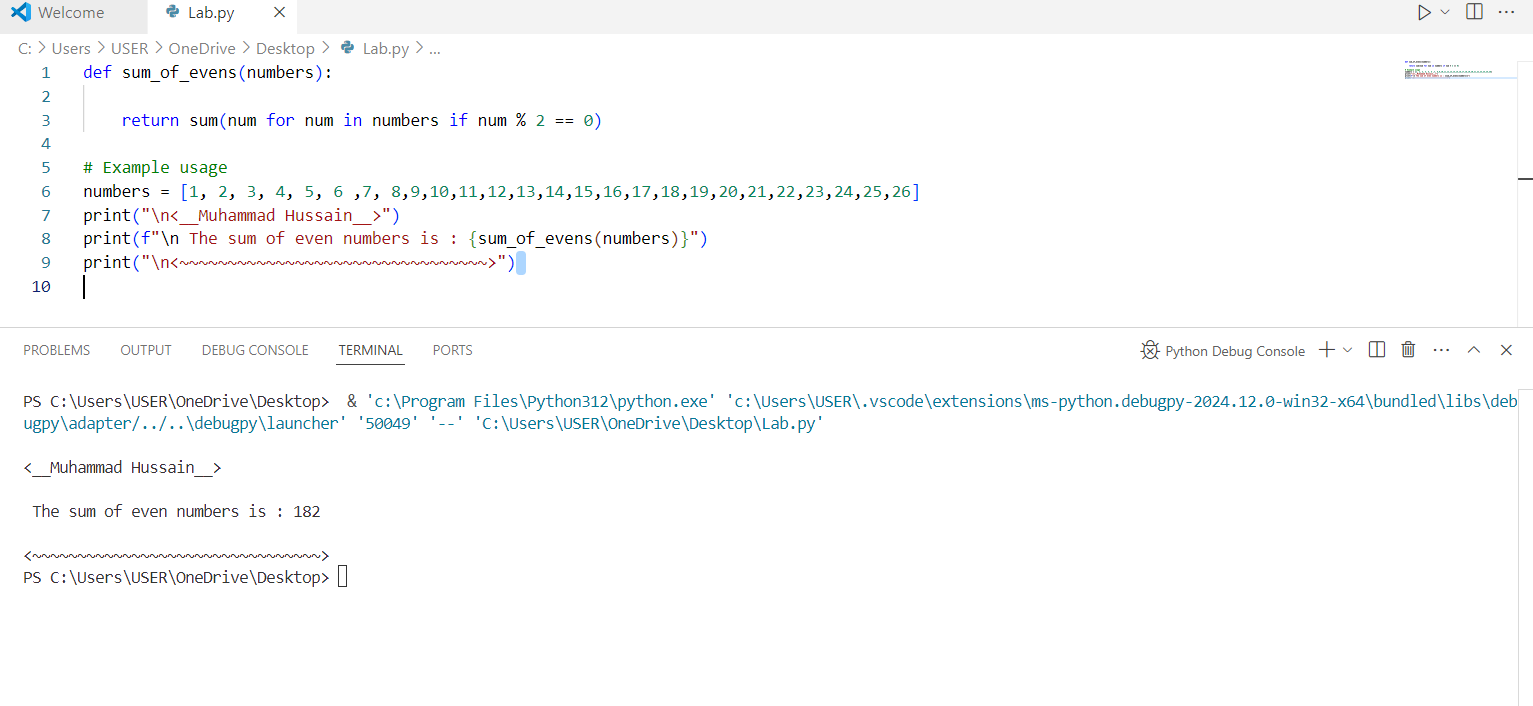 Welcome Lab.py
C: > Users > USER > OneDrive > Desktop > Lab.py > ...
1 def sum_of_evens(numbers):
2
3 return sum(num for num in numbers if num % 2 == 0)
4
5 # Example usage
6 numbers = [1, 2, 3, 4, 5, 6 ,7, 8,9,10,11,12,13,14,15,16,17,18,19,20,21,22,23,24,25,26]
7 print("\n<__Muhammad Hussain__>")
8 print(f"\n The sum of even numbers is : {sum_of_evens(numbers)}")
9 print("\n<~~~~~~~~~~~~~~~~~~~~~~~~~~~~~~~~>")
10
PROBLEMS OUTPUT DEBUG CONSOLE TERMINAL PORTS Python Debug Console
PS C:\Users\USER\OneDrive\Desktop> & 'c:\Program Files\Python312\python.exe' 'c:\Users\USER\.vscode\extensions\ms-python.debugpy-2024.12.0-win32-x64\bundled\libs\deb
ugpy\adapter/../..\debugpy\launcher' '50049' '--' 'C:\Users\USER\OneDrive\Desktop\Lab.py'
<__Muhammad Hussain__>
The sum of even numbers is : 182
<~~~~~~~~~~~~~~~~~~~~~~~~~~~~~~~~>
PS C:\Users\USER\OneDrive\Desktop>